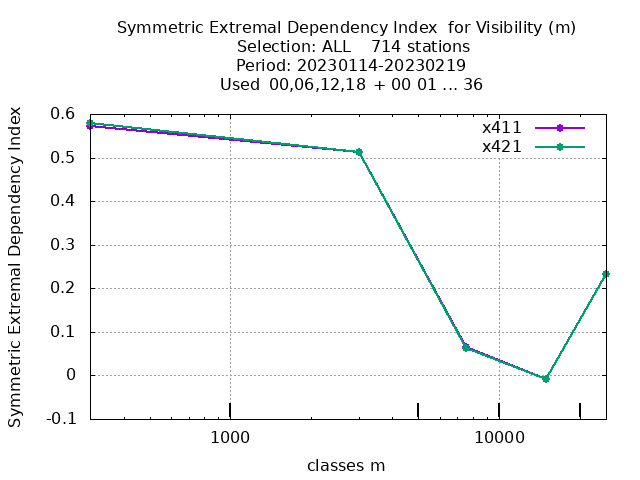 Symmetric Extremal Dependency Index  for Visibility (m)
Selection: ALL    714 stations
Period: 20230114-20230219
Used  00,06,12,18  + 00 01 ... 36
Symmetric Extremal Dependency Index
0.6
0.5
0.4
0.3
0.2
0.1
0
-0.1
x411
x421
1000
10000
classes m